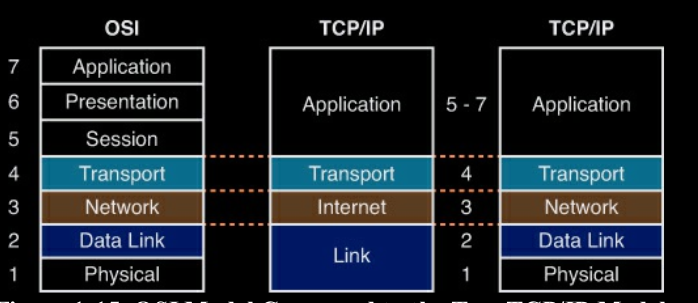 OSI TCP/IP TCP/IP
7 Application
6 Presentation Application 5 - 7 Application
5 Session
4 Transport Transport 4 Transport
3 Network Internet 3 Network
2 Data Link Link 2 Data Link
1 Physical 1 Physical